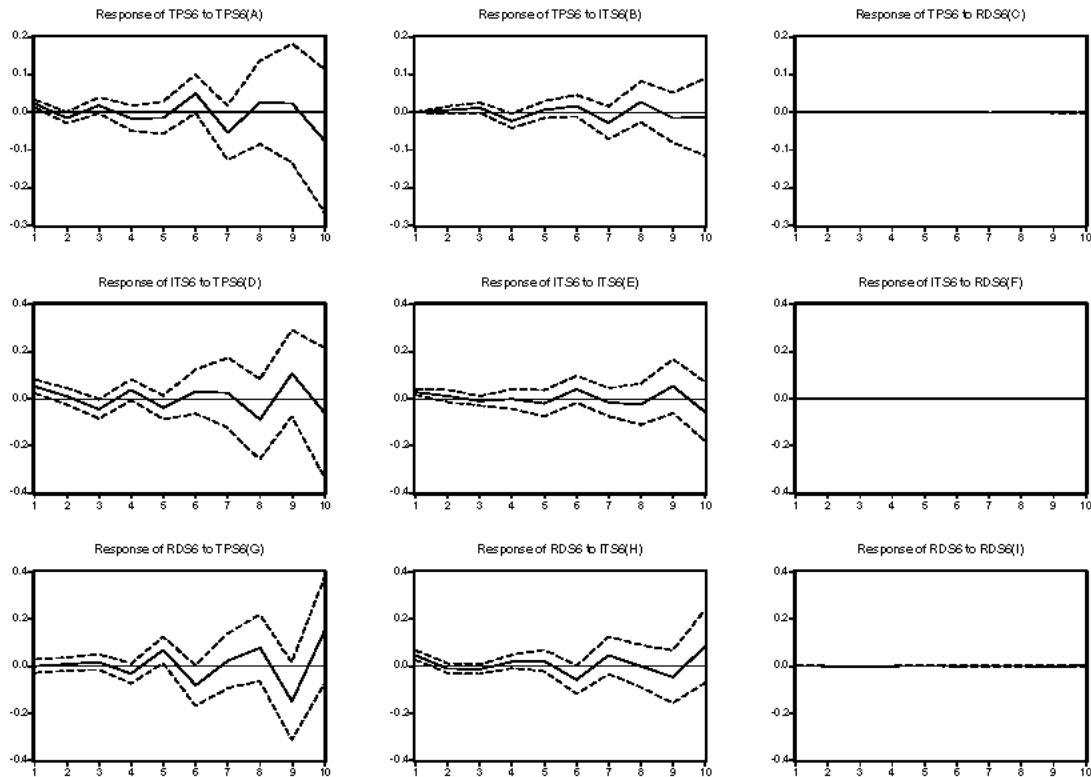 Response of TPS6 to TPS6(A)
Response of TPS6 to ITS6(B)
Response of TPS6 to RDS6(C)
0.2
0.1
0.0
-0.1
-0.2
-0.3
1 2 3 4 5 6 7 8 9 10
0.2
0.1
0.0
-0.1
-0.2
-0.3
1 2 3 4 5 6 7 8 9 10
0.2
0.1
0.0
-0.1
-0.2
-0.3
1 2 3 4 5 6 7 8 9 10
Response of ITS6 to TPS6(D)
Response of ITS6 to ITS6(E)
Response of ITS6 to RDS6(F)
0.4
0.2
0.0
-0.2
-0.4
1 2 3 4 5 6 7 8 9 10
0.4
0.2
0.0
-0.2
-0.4
1 2 3 4 5 6 7 8 9 10
0.4
0.2
0.0
-0.2
-0.4
1 2 3 4 5 6 7 8 9 10
Response of RDS6 to TPS6(G)
Response of RDS6 to ITS6(H)
Response of RDS6 to RDS6(I)
0.4
0.2
0.0
-0.2
-0.4
1 2 3 4 5 6 7 8 9 10
0.4
0.2
0.0
-0.2
-0.4
1 2 3 4 5 6 7 8 9 10
0.4
0.2
0.0
-0.2
-0.4
1 2 3 4 5 6 7 8 9 10